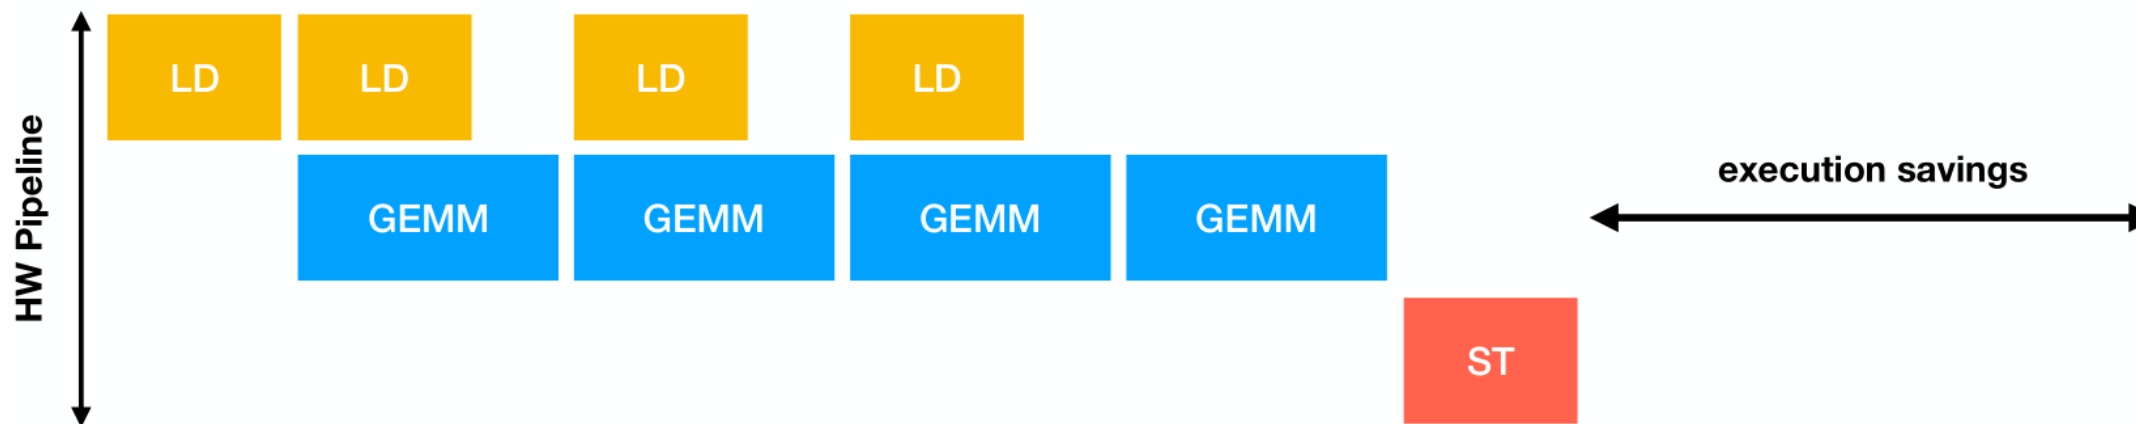 HW Pipeline
LD
LD
LD
LD
GEMM
GEMM
GEMM
GEMM
ST
execution savings